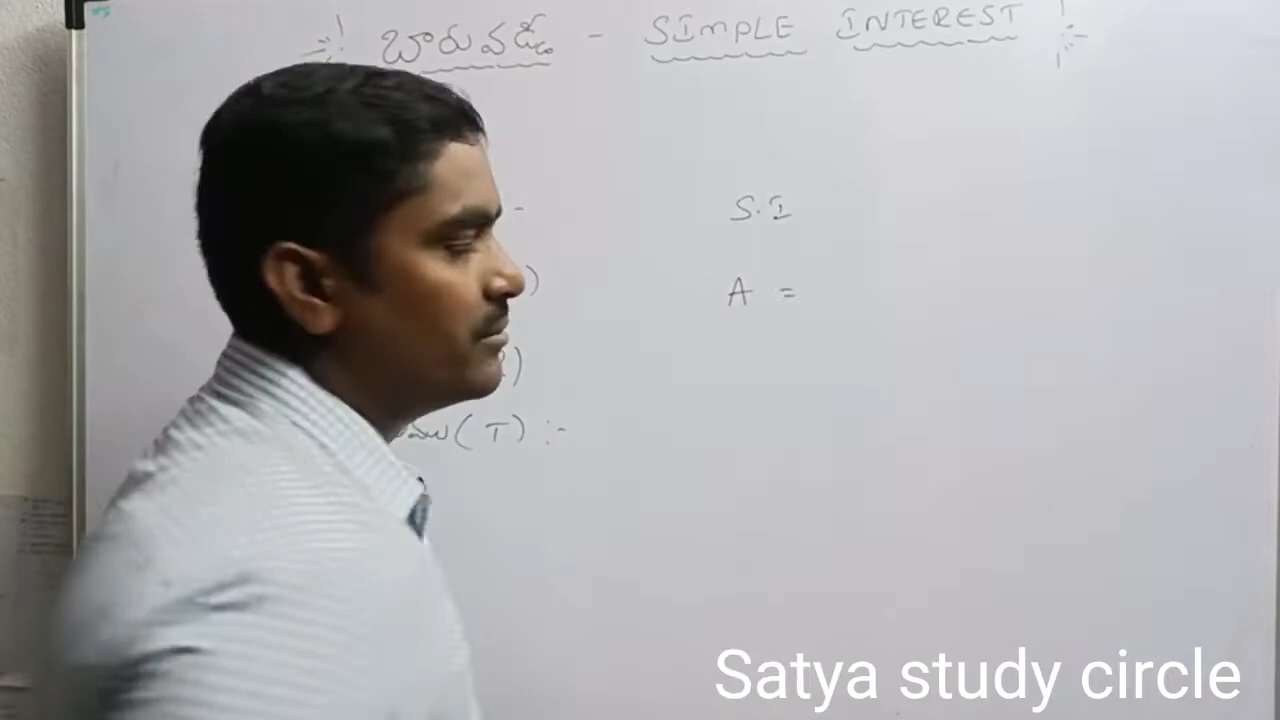 బారువడ్డీ - SIMPLE INTEREST
-
S.I
)
A =
)
(T) :-
Satya study circle